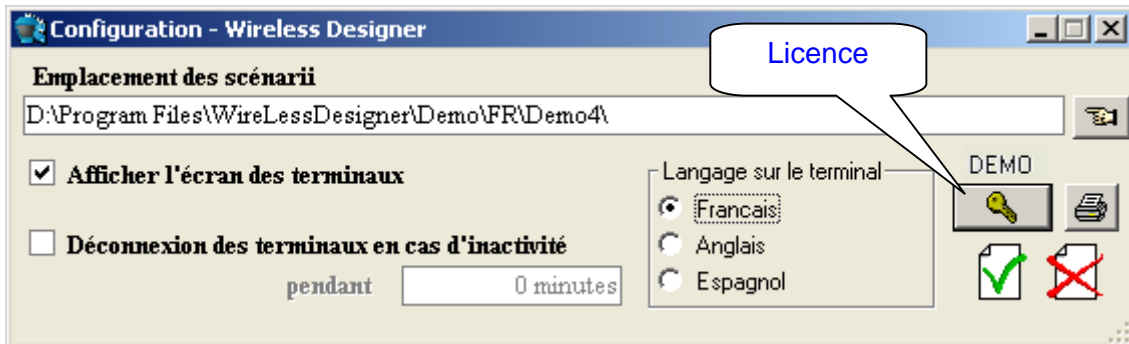 Configuration - Wireless Designer
Licence
Emplacement des scénarii
D:\Program Files\WireLessDesigner\Demo\FR\Demo4\
Afficher l'écran des terminaux
Langage sur le terminal
DEMO
Francais
Déconnexion des terminaux en cas d'inactivité
Anglais
pendant
0 minutes
Espagnol